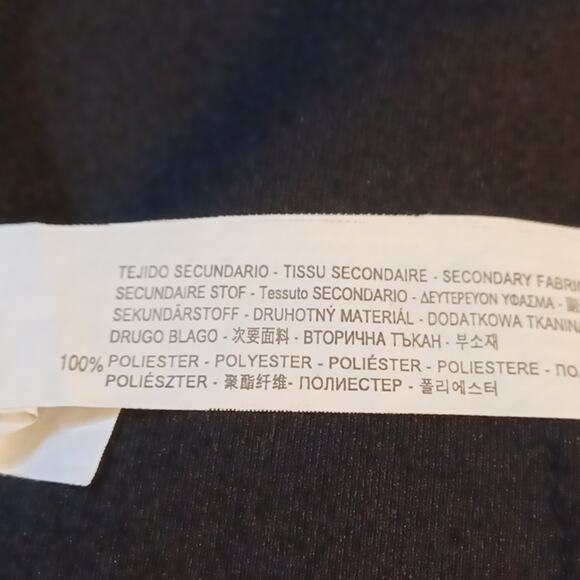 TEJIDO SECUNDARIO - TISSU SECONDAIRE - SECONDARY FABRIC
SECUNDAIRE STOF - Tessuto SECONDARIO - ΔΕΥΤΕΡΕΥΟΝ ΥΦΑΣΜΑ -
SEKUNDÄRSTOFF - DRUHOTNÝ MATERIÁL - DODATKOWA TKANINA
DRUGO BLAGO - 次要面料 - ВТОРИЧНА ТЪКАН - 부소재
100% POLIESTER - POLYESTER - POLIÉSTER - POLIESTERE -
POLIÉSZTER - 聚酯纤维- ПОЛИЕСТЕР - 폴리에스터